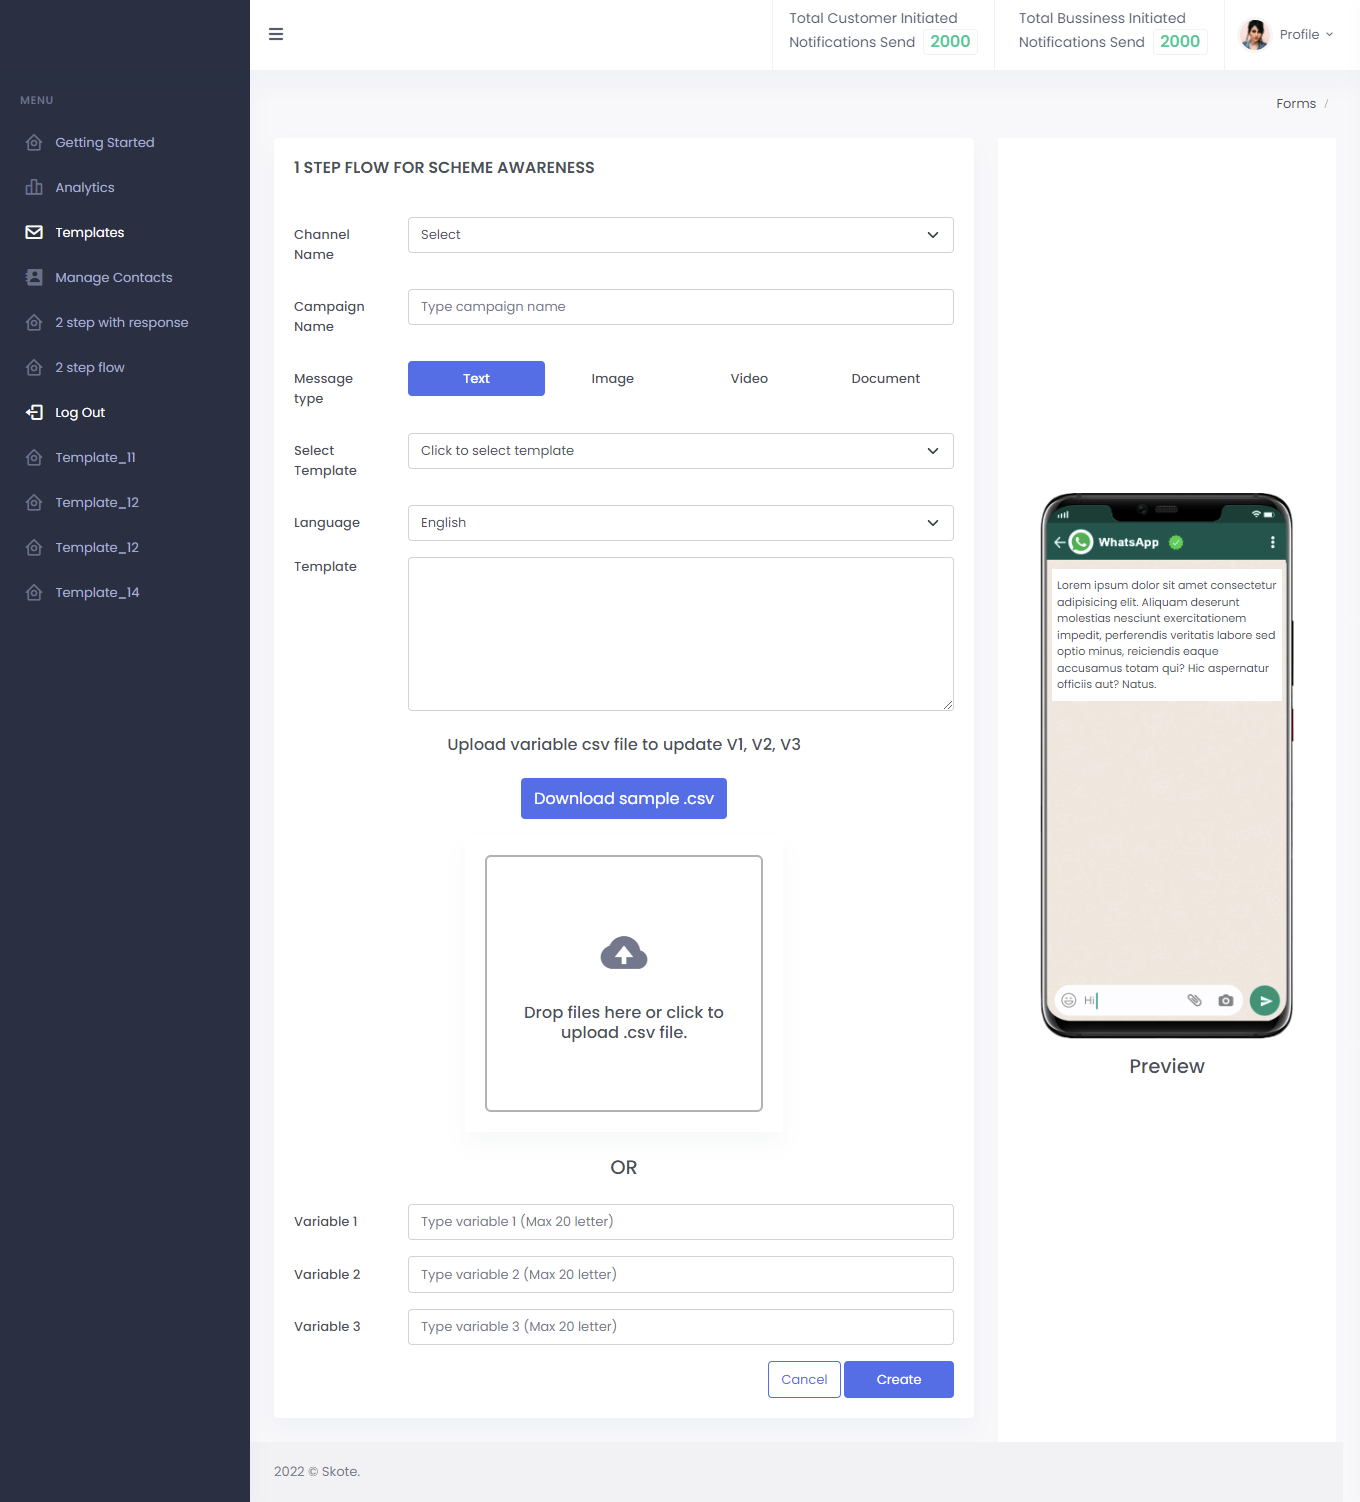 Total Customer Initiated
Notifications Send 2000
Total Bussiness Initiated
Notifications Send 2000
Profile
MENU
Getting Started
Analytics
Templates
Manage Contacts
2 step with response
2 step flow
Log Out
Template_11
Template_12
Template_12
Template_14
Forms /
1 STEP FLOW FOR SCHEME AWARENESS
Channel
Name
Select
Campaign
Name
Type campaign name
Message
type
Text
Image
Video
Document
Select
Template
Click to select template
Language
English
Template
Upload variable csv file to update V1, V2, V3
Download sample .csv
Drop files here or click to
upload .csv file.
OR
Variable 1
Type variable 1 (Max 20 letter)
Variable 2
Type variable 2 (Max 20 letter)
Variable 3
Type variable 3 (Max 20 letter)
Cancel
Create
WhatsApp
Lorem ipsum dolor sit amet consectetur
adipisicing elit. Aliquam deserunt
molestias nesciunt exercitationem
impedit, perferendis veritatis labore sed
optio minus, reiciendis eaque
accusamus totam qui? Hic aspernatur
officiis aut? Natus.
Hi
Preview
2022 © Skote.